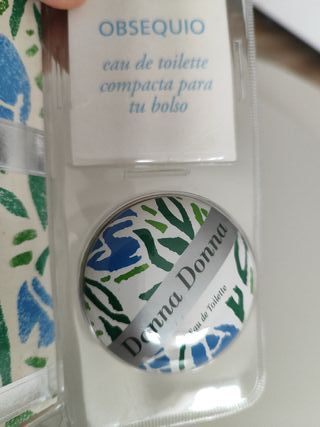 OBSEQUIO
eau de toilette
compacta para
tu bolso
Donna Donna
Eau de Toilette